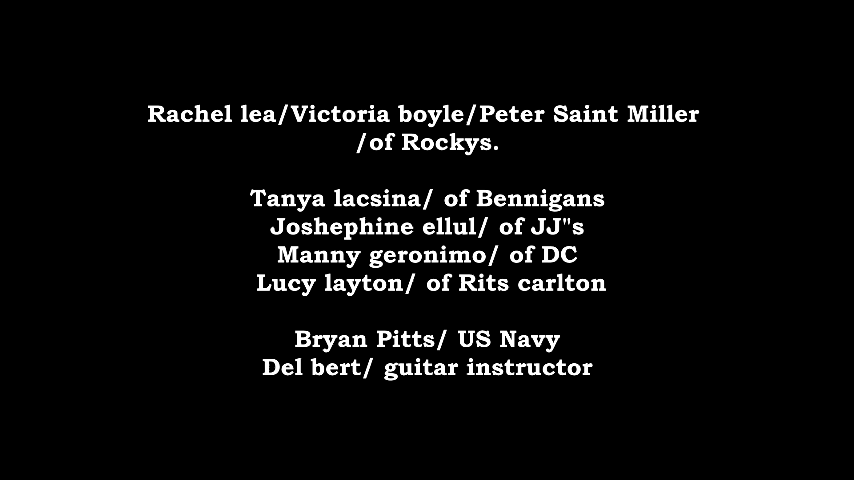 Rachel lea/Victoria boyle/Peter Saint Miller
/of Rockys.
Tanya lacsina/ of Bennigans
Joshephine ellul/ of JJ"s
Manny geronimo/ of DC
Lucy layton/ of Rits carlton
Bryan Pitts/ US Navy
Del bert/ guitar instructor